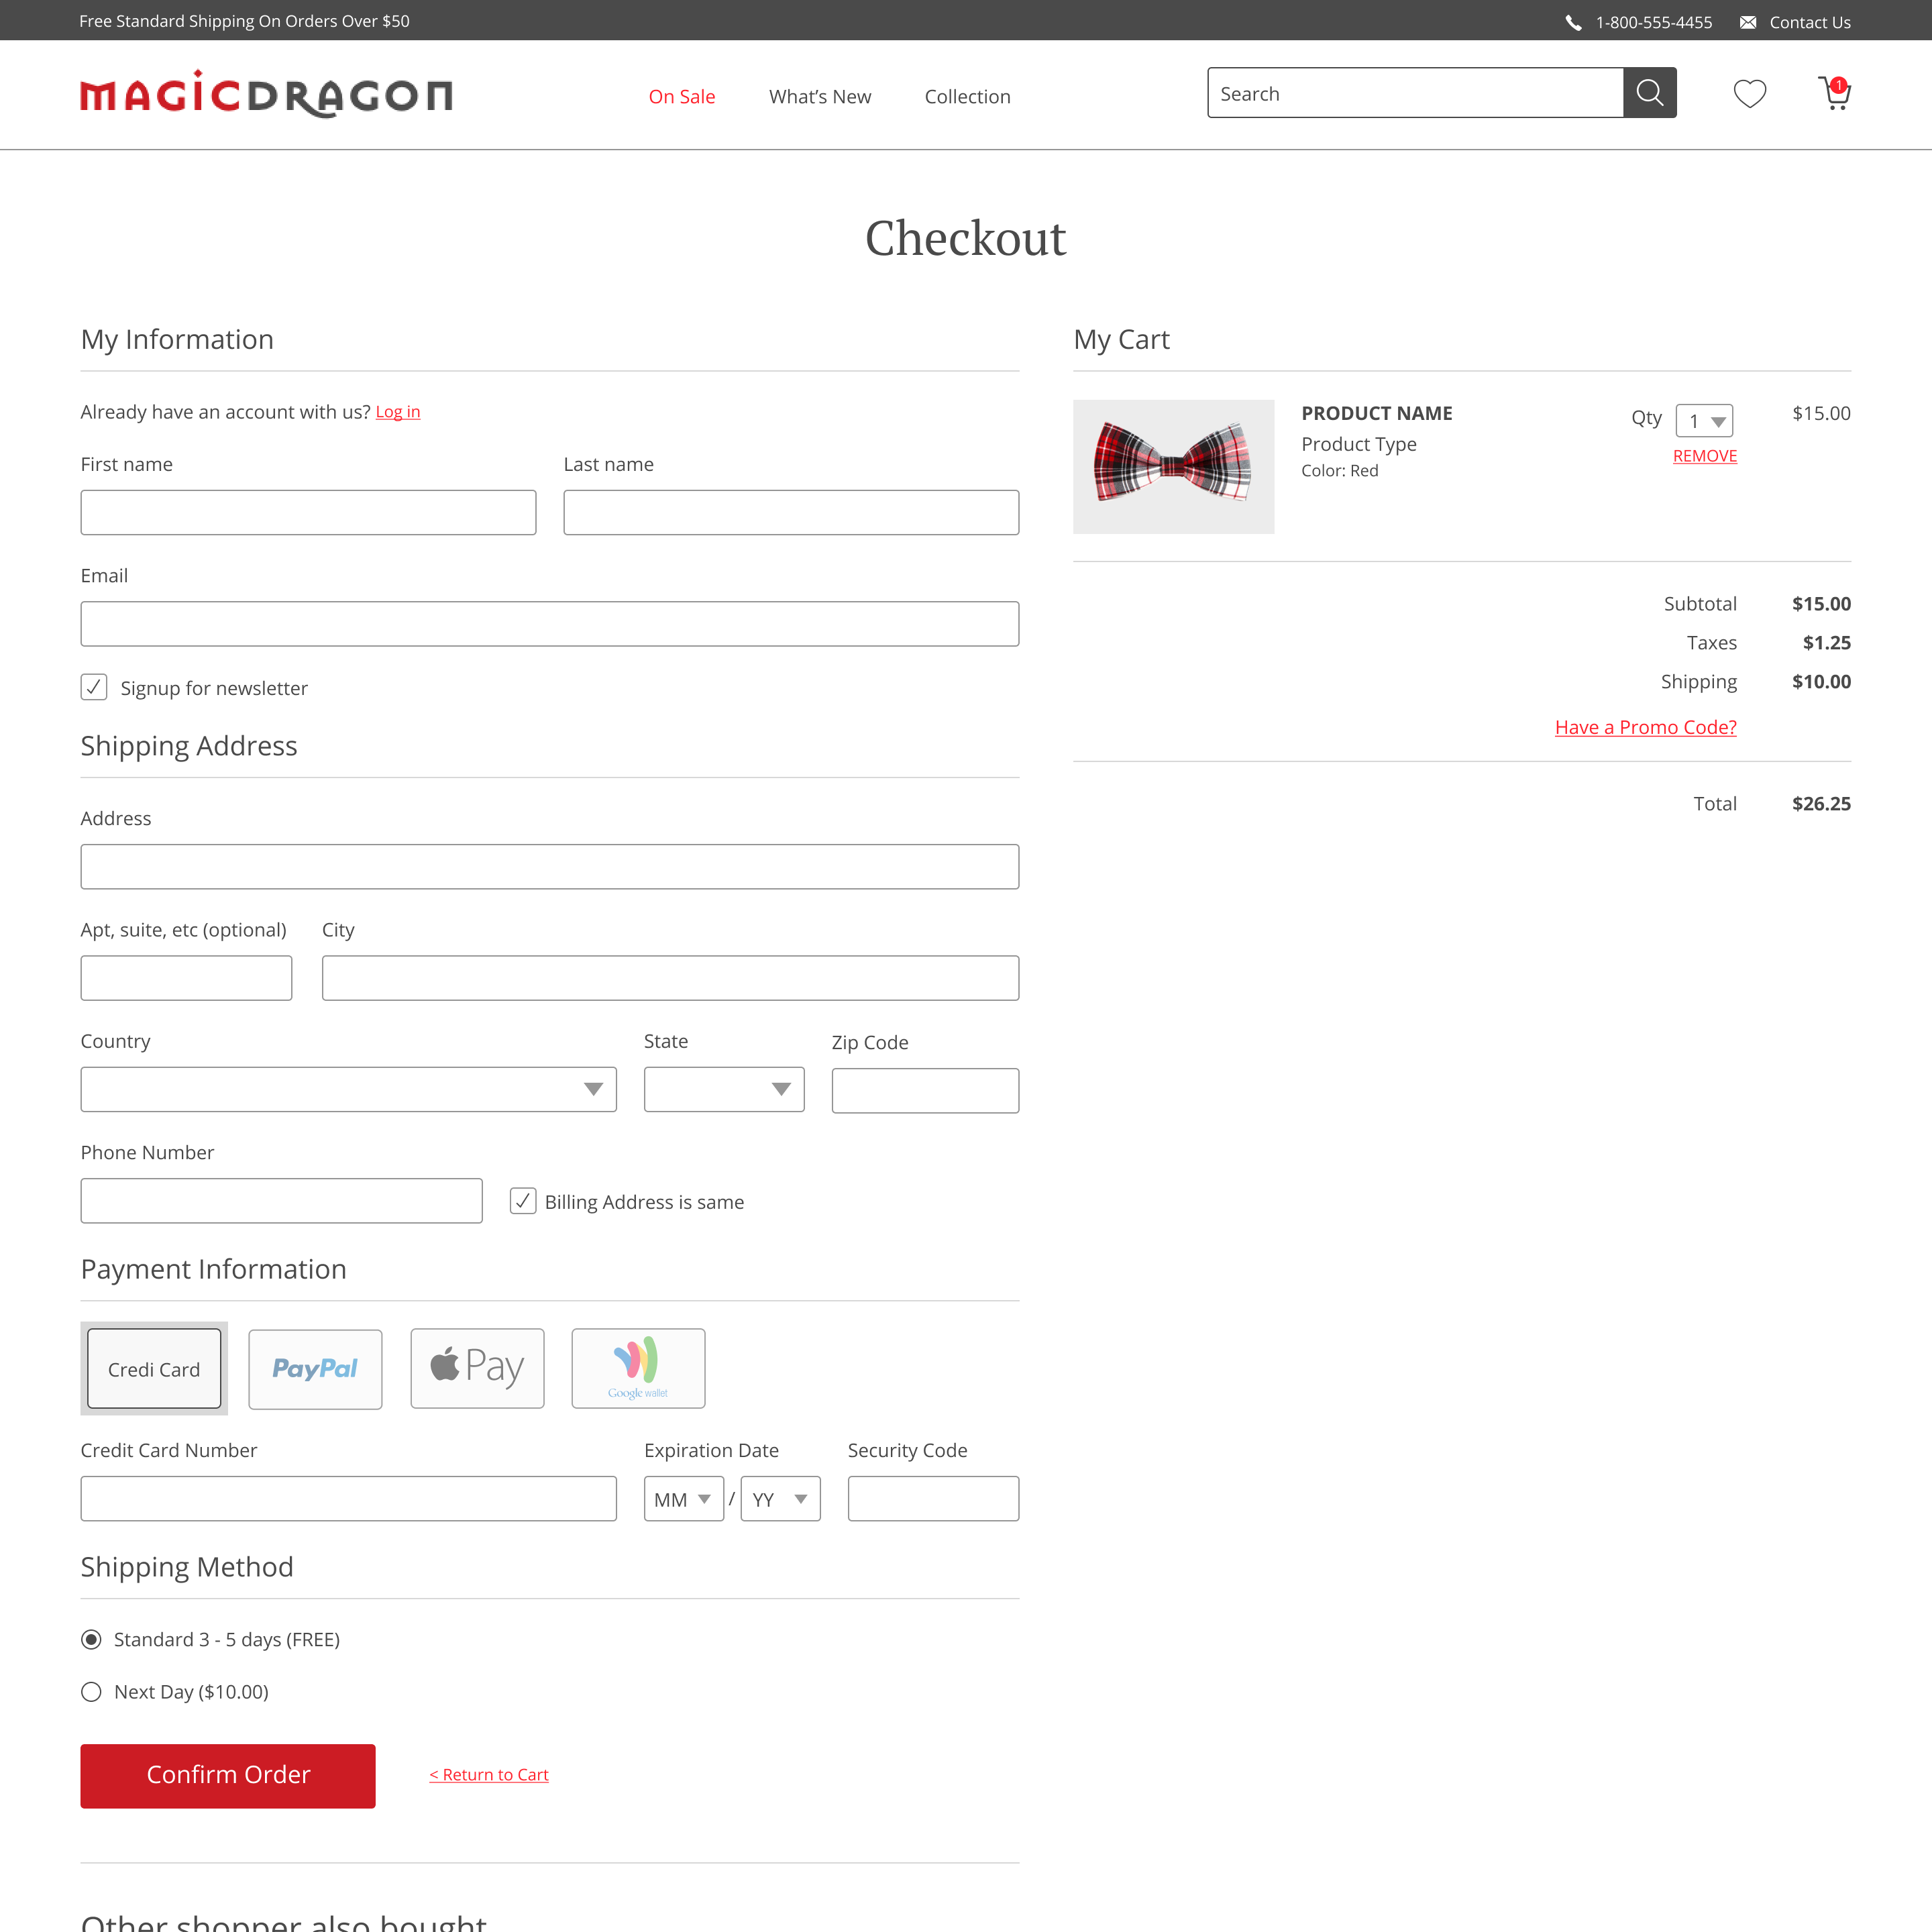 Free Standard Shipping On Orders Over $50
1-800-555-4455 Contact Us
MAGICDRAGON
On Sale What's New Collection
Search
1
Checkout
My Information
Already have an account with us? Log in
First name Last name
Email
Signup for newsletter
Shipping Address
Address
Apt, suite, etc (optional) City
Country State Zip Code
Phone Number
Billing Address is same
Payment Information
Credi Card PayPal Pay Google wallet
Credit Card Number Expiration Date Security Code
MM / YY
Shipping Method
Standard 3 - 5 days (FREE)
Next Day ($10.00)
Confirm Order < Return to Cart
Other shopper also bought
My Cart
PRODUCT NAME Qty 1 $15.00
Product Type
REMOVE
Color: Red
Subtotal $15.00
Taxes $1.25
Shipping $10.00
Have a Promo Code?
Total $26.25